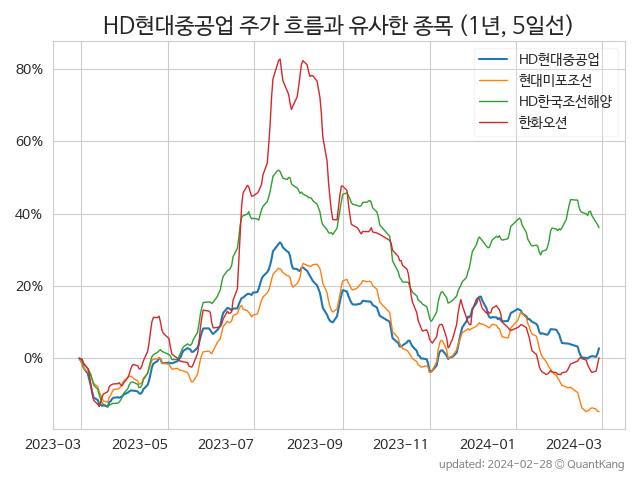 HD현대중공업 주가 흐름과 유사한 종목 (1년, 5일선)
HD현대중공업
현대미포조선
HD한국조선해양
한화오션
80%
60%
40%
20%
0%
2023-03 2023-05 2023-07 2023-09 2023-11 2024-01 2024-03
updated: 2024-02-28 © QuantKang